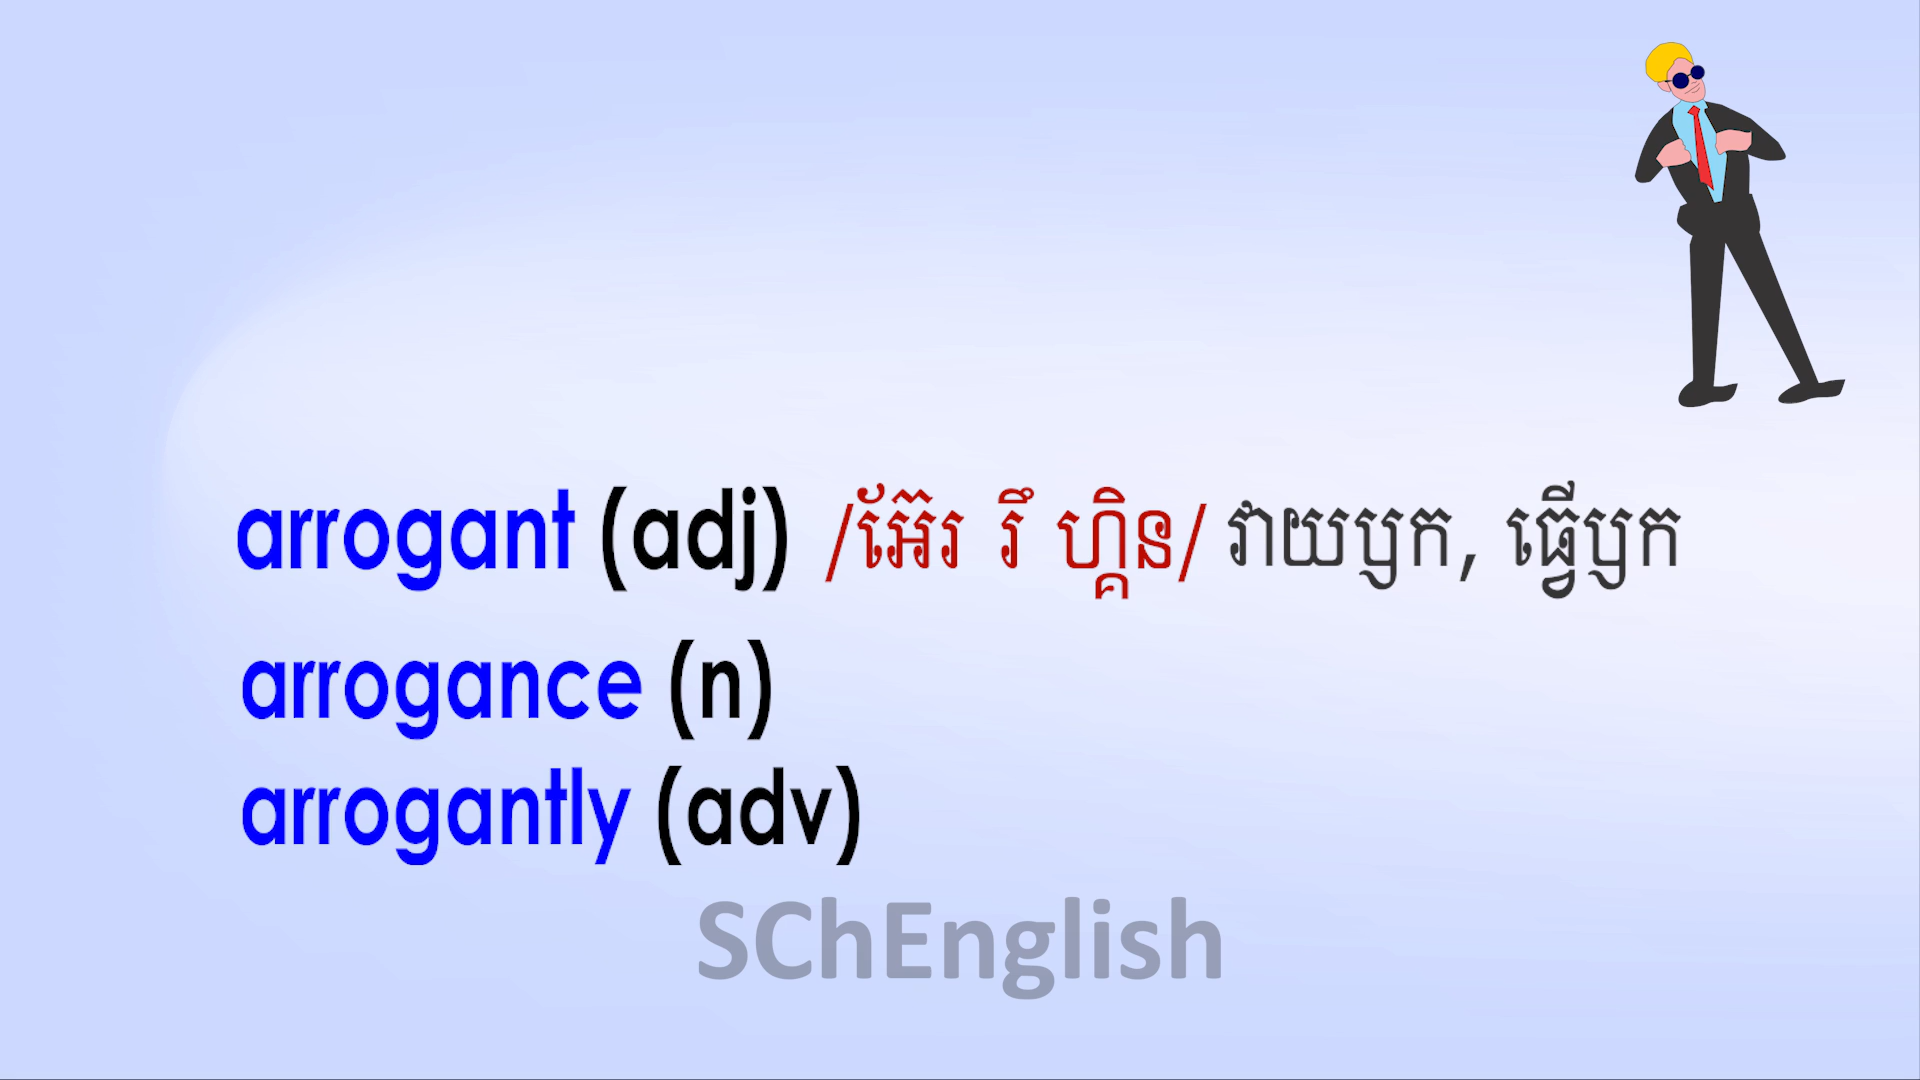 arrogant (adj) /អ៊ែរ រឹ ហ្គិន/ វាយឫក, ធ្វើឫក
arrogance (n)
arrogantly (adv)
SChEnglish